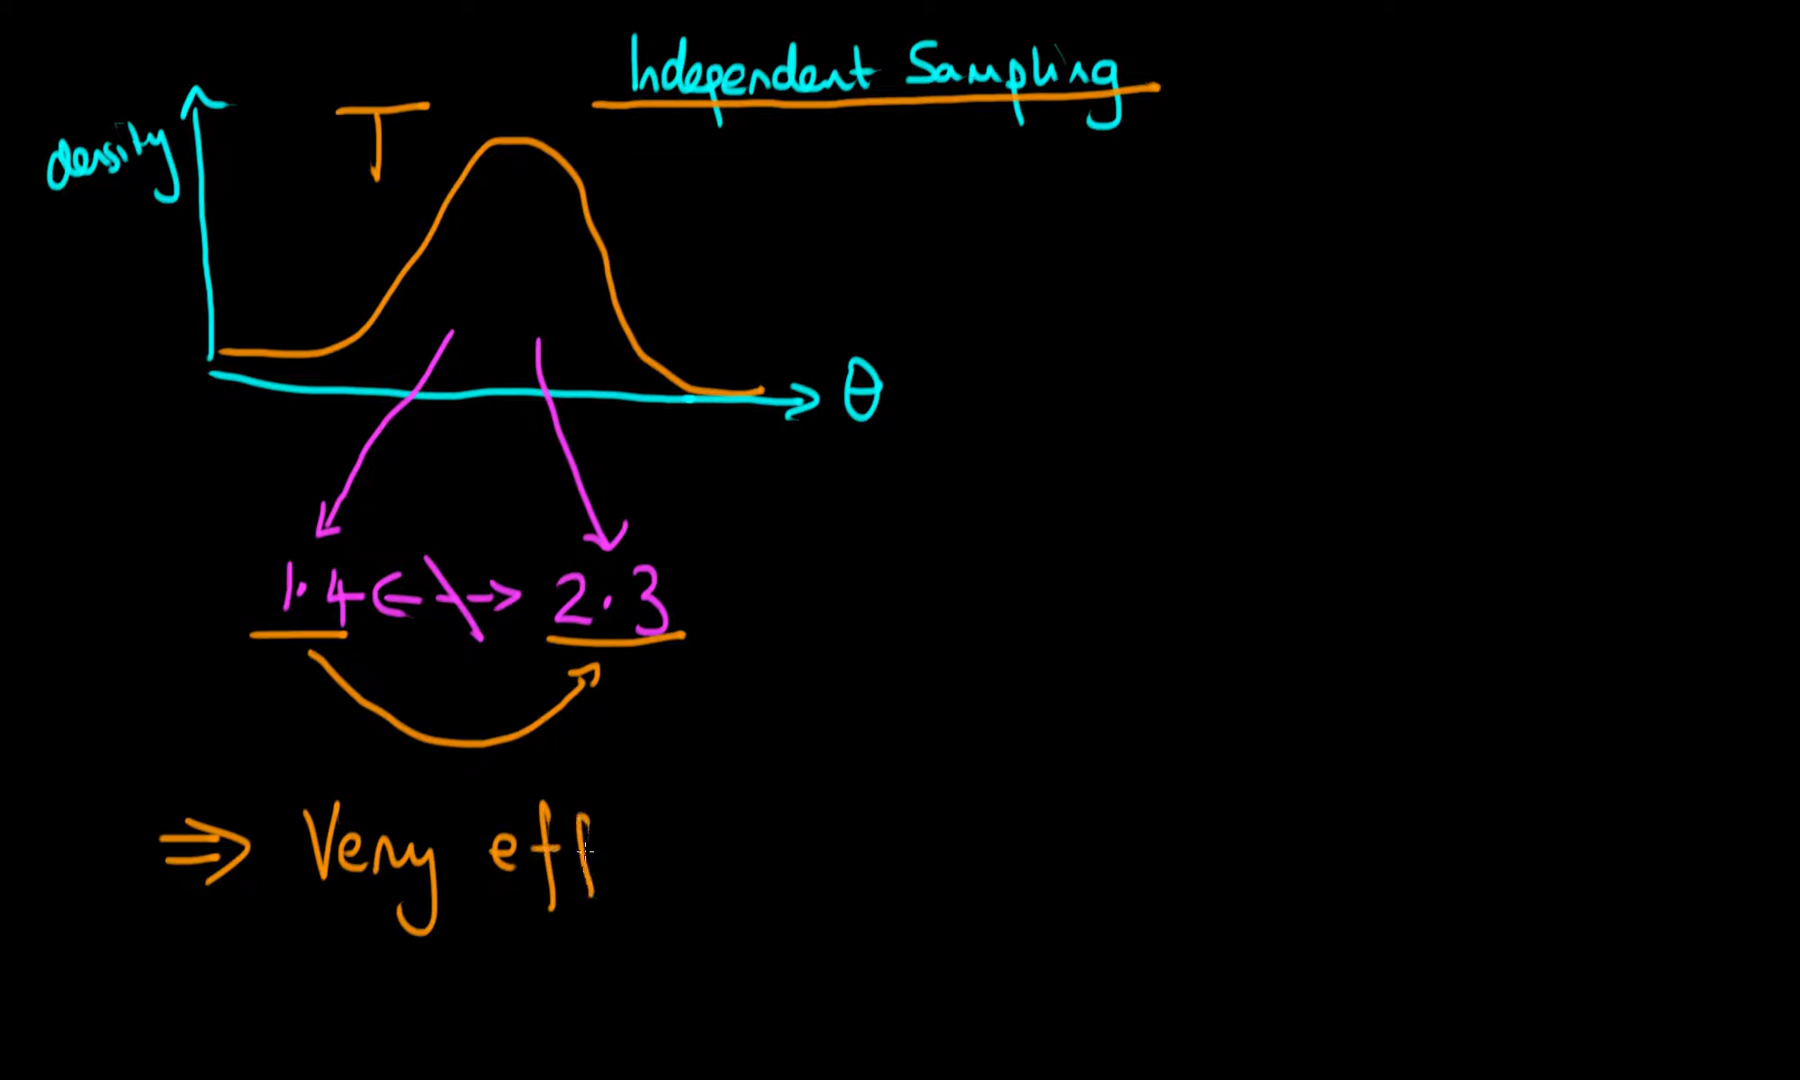 Independent Sampling
density
T
θ
1.4 2.3
⇒ Very eff